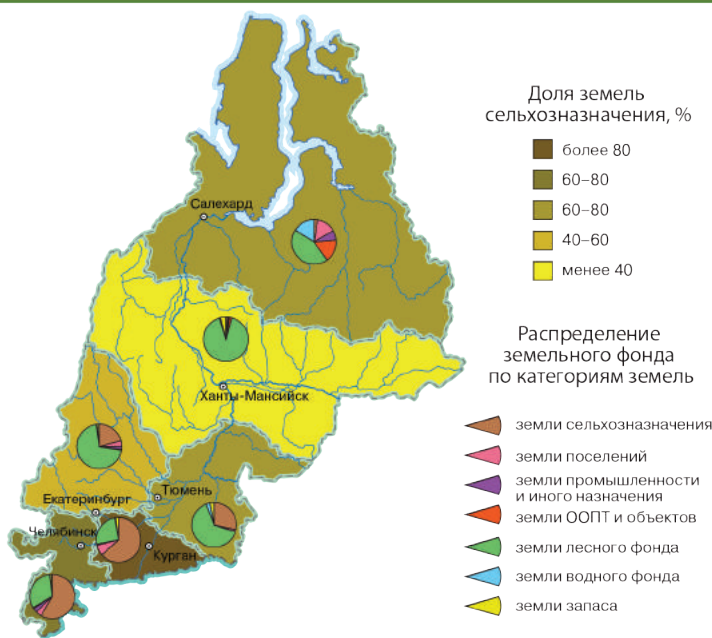 Доля земель
сельхозназначения, %
более 80
60–80
60–80
40–60
менее 40
Распределение
земельного фонда
по категориям земель
земли сельхозназначения
земли поселений
земли промышленности
и иного назначения
земли ООПТ и объектов
земли лесного фонда
земли водного фонда
земли запаса
Салехард
Ханты-Мансийск
Тюмень
Екатеринбург
Челябинск
Курган